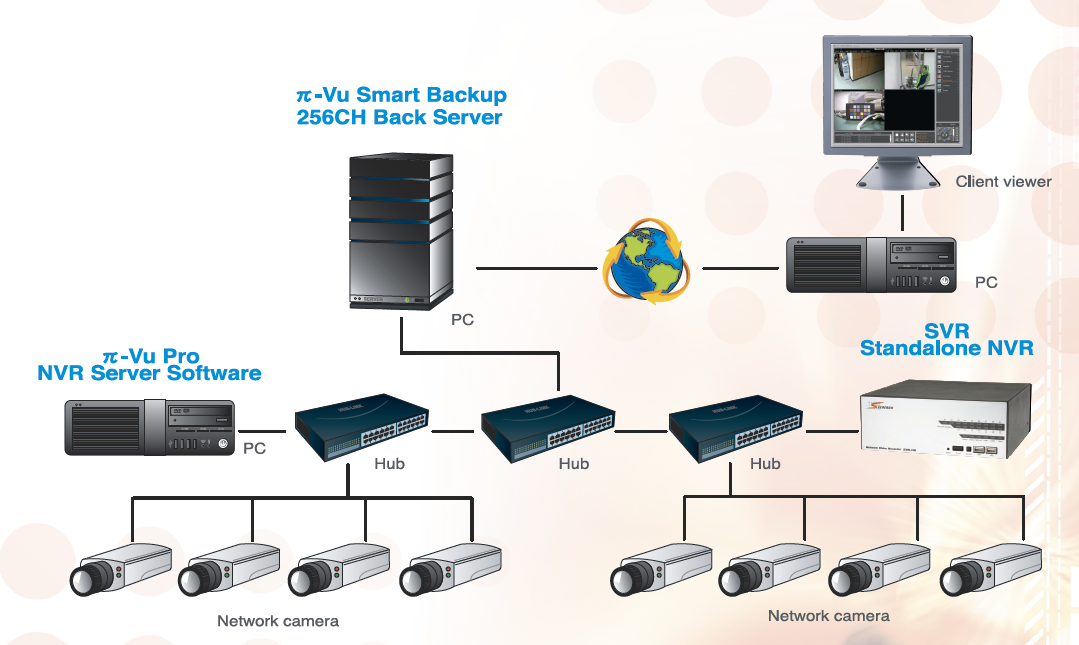 π-Vu Smart Backup
256CH Back Server
Client viewer
PC
PC
SVR
Standalone NVR
π-Vu Pro
NVR Server Software
PC
Hub
Hub
Hub
Network camera
Network camera